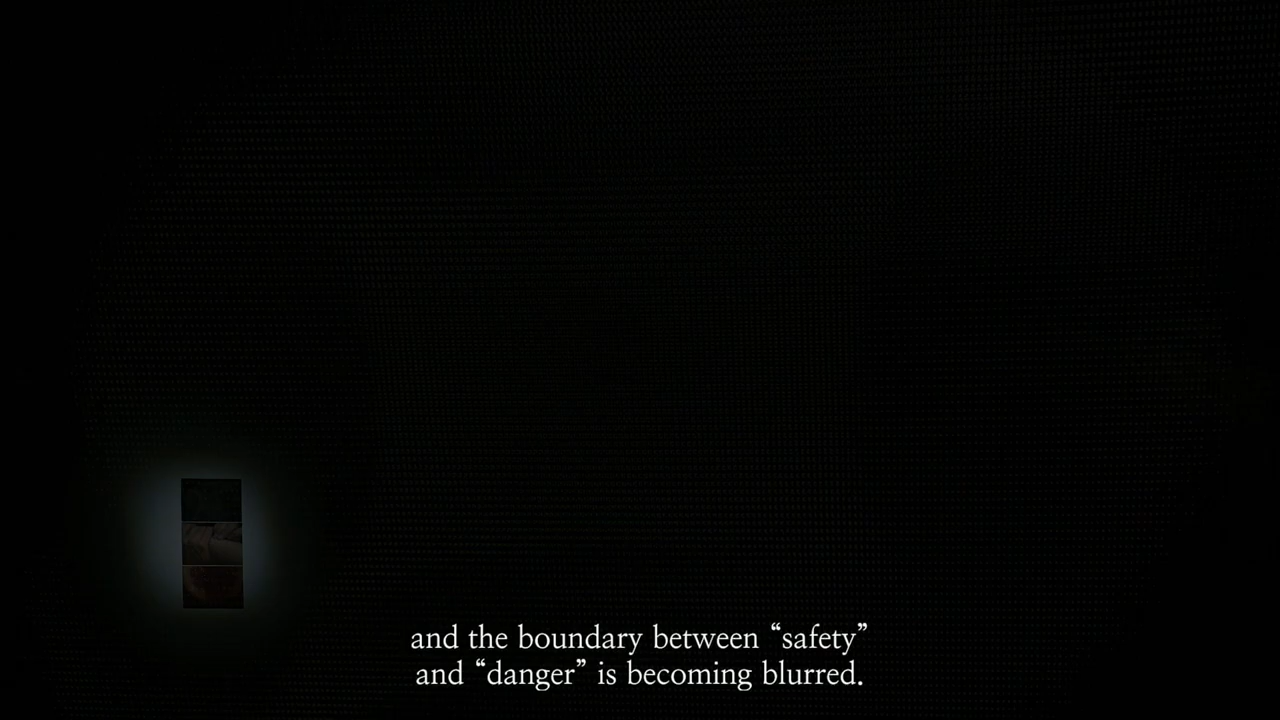 and the boundary between “safety”
and “danger” is becoming blurred.